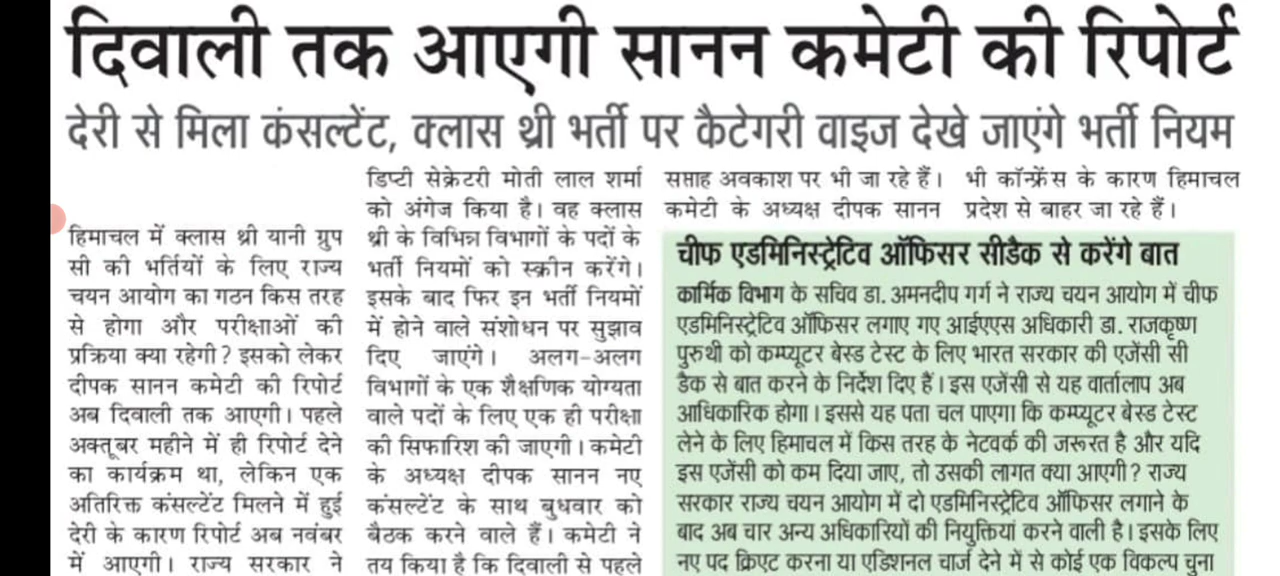 दिवाली तक आएगी सानन कमेटी की रिपोर्ट
देरी से मिला कंसल्टेंट, क्लास थ्री भर्ती पर कैटेगरी वाइज देखे जाएंगे भर्ती नियम
हिमाचल में क्लास थ्री यानी ग्रुप
सी की भर्तियों के लिए राज्य
चयन आयोग का गठन किस तरह
से होगा और परीक्षाओं की
प्रक्रिया क्या रहेगी? इसको लेकर
दीपक सानन कमेटी की रिपोर्ट
अब दिवाली तक आएगी। पहले
अक्तूबर महीने में ही रिपोर्ट देने
का कार्यक्रम था, लेकिन एक
अतिरिक्त कंसल्टेंट मिलने में हुई
देरी के कारण रिपोर्ट अब नवंबर
में आएगी। राज्य सरकार ने
डिप्टी सेक्रेटरी मोती लाल शर्मा
को अंगेज किया है। वह क्लास
थ्री के विभिन्न विभागों के पदों के
भर्ती नियमों को स्क्रीन करेंगे।
इसके बाद फिर इन भर्ती नियमों
में होने वाले संशोधन पर सुझाव
दिए जाएंगे। अलग-अलग
विभागों के एक शैक्षणिक योग्यता
वाले पदों के लिए एक ही परीक्षा
की सिफारिश की जाएगी। कमेटी
के अध्यक्ष दीपक सानन नए
कंसल्टेंट के साथ बुधवार को
बैठक करने वाले हैं। कमेटी ने
तय किया है कि दिवाली से पहले
सप्ताह अवकाश पर भी जा रहे हैं।
कमेटी के अध्यक्ष दीपक सानन
भी कॉन्फ्रेंस के कारण हिमाचल
प्रदेश से बाहर जा रहे हैं।
चीफ एडमिनिस्ट्रेटिव ऑफिसर सीडैक से करेंगे बात
कार्मिक विभाग के सचिव डा. अमनदीप गर्ग ने राज्य चयन आयोग में चीफ
एडमिनिस्ट्रेटिव ऑफिसर लगाए गए आईएएस अधिकारी डा. राजकृष्ण
पुरुथी को कम्प्यूटर बेस्ड टेस्ट के लिए भारत सरकार की एजेंसी सी
डैक से बात करने के निर्देश दिए हैं। इस एजेंसी से यह वार्तालाप अब
आधिकारिक होगा। इससे यह पता चल पाएगा कि कम्प्यूटर बेस्ड टेस्ट
लेने के लिए हिमाचल में किस तरह के नेटवर्क की जरूरत है और यदि
इस एजेंसी को कम दिया जाए, तो उसकी लागत क्या आएगी? राज्य
सरकार राज्य चयन आयोग में दो एडमिनिस्ट्रेटिव ऑफिसर लगाने के
बाद अब चार अन्य अधिकारियों की नियुक्तियां करने वाली है। इसके लिए
नए पद क्रिएट करना या एडिशनल चार्ज देने में से कोई एक विकल्प चुना